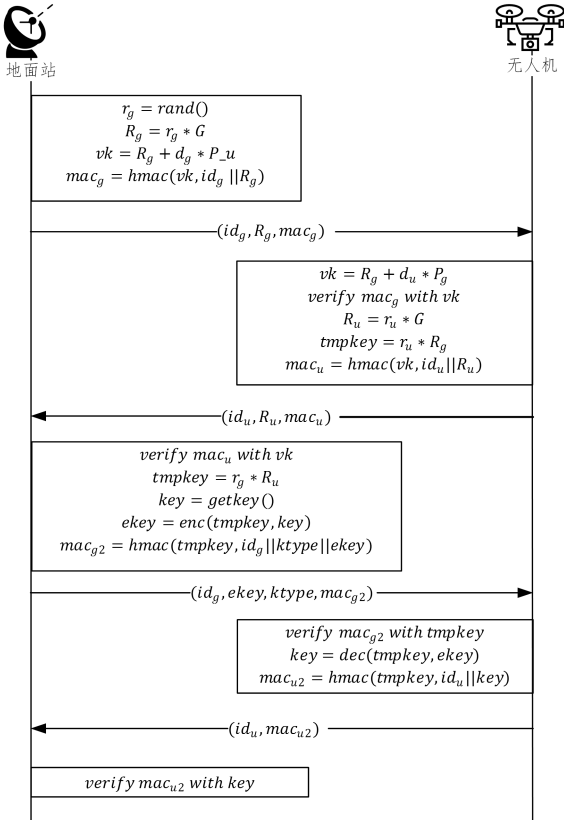 地面站
无人机
r_g = rand()
R_g = r_g * G
vk = R_g + d_g * P_u
mac_g = hmac(vk, id_g ||R_g)
(id_g, R_g, mac_g)
vk = R_g + d_u * P_g
verify mac_g with vk
R_u = r_u * G
tmpkey = r_u * R_g
mac_u = hmac(vk, id_u||R_u)
(id_u, R_u, mac_u)
verify mac_u with vk
tmpkey = r_g * R_u
key = getkey()
ekey = enc(tmpkey, key)
mac_g2 = hmac(tmpkey, id_g||ktype||ekey)
(id_g, ekey, ktype, mac_g2)
verify mac_g2 with tmpkey
key = dec(tmpkey, ekey)
mac_u2 = hmac(tmpkey, id_u||key)
(id_u, mac_u2)
verify mac_u2 with key